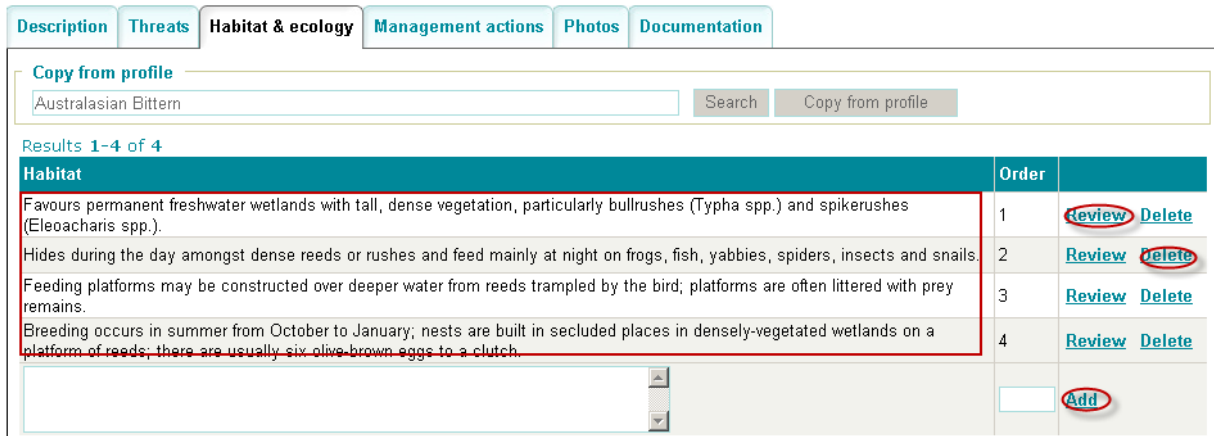 Description Threats Habitat & ecology Management actions Photos Documentation
Copy from profile
Australasian Bittern Search Copy from profile
Results 1-4 of 4
Habitat Order
Favours permanent freshwater wetlands with tall, dense vegetation, particularly bullrushes (Typha spp.) and spikerushes
(Eleoacharis spp.). 1 Review Delete
Hides during the day amongst dense reeds or rushes and feed mainly at night on frogs, fish, yabbies, spiders, insects and snails. 2 Review Delete
Feeding platforms may be constructed over deeper water from reeds trampled by the bird; platforms are often littered with prey
remains. 3 Review Delete
Breeding occurs in summer from October to January; nests are built in secluded places in densely-vegetated wetlands on a
platform of reeds; there are usually six olive-brown eggs to a clutch. 4 Review Delete
Add